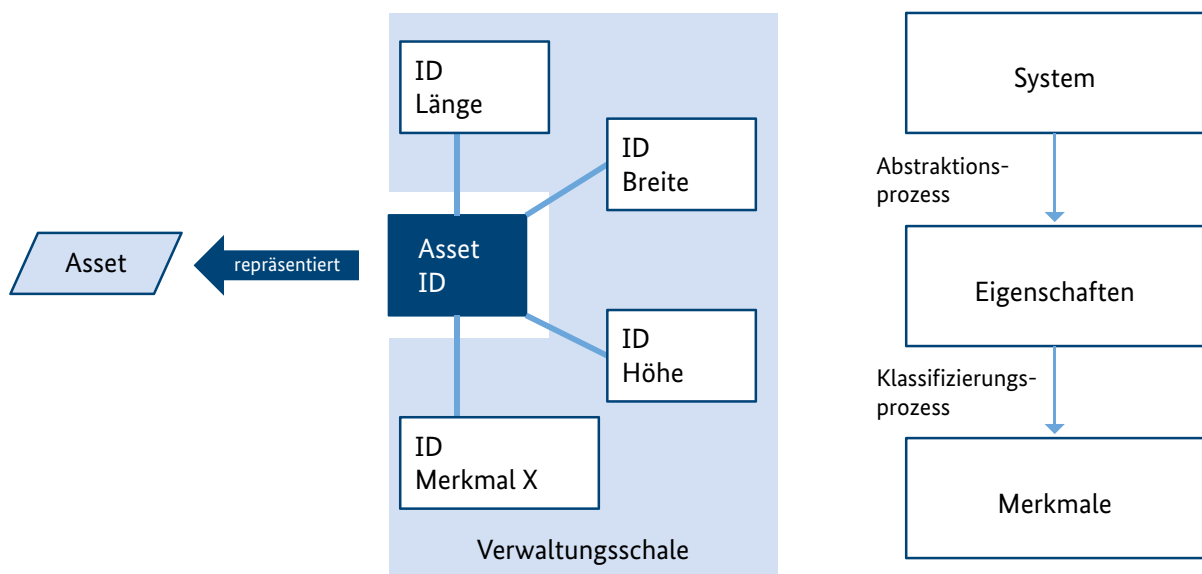 ID
Länge
ID
Breite
Asset
repräsentiert
Asset
ID
ID
Höhe
ID
Merkmal X
Verwaltungsschale
System
Abstraktions-
prozess
Eigenschaften
Klassifizierungs-
prozess
Merkmale